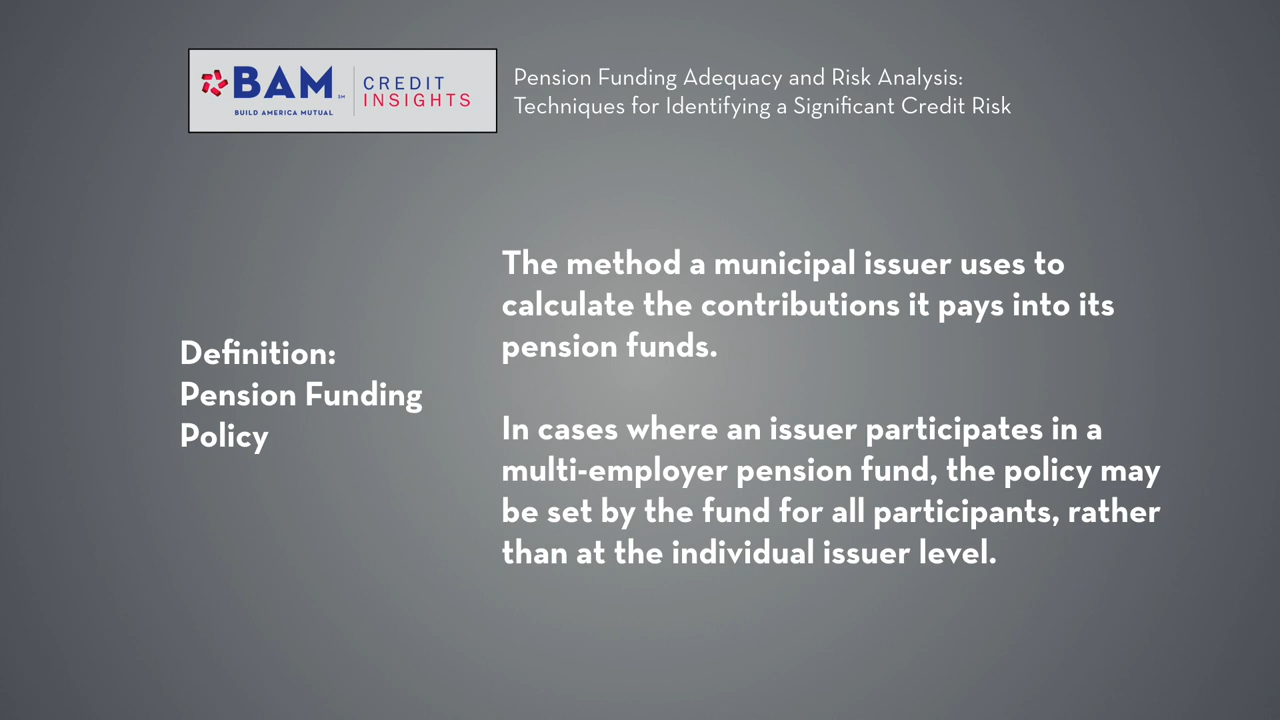 BAM SM
BUILD AMERICA MUTUAL
CREDIT
INSIGHTS
Pension Funding Adequacy and Risk Analysis:
Techniques for Identifying a Significant Credit Risk
Definition:
Pension Funding
Policy
The method a municipal issuer uses to
calculate the contributions it pays into its
pension funds.
In cases where an issuer participates in a
multi-employer pension fund, the policy may
be set by the fund for all participants, rather
than at the individual issuer level.